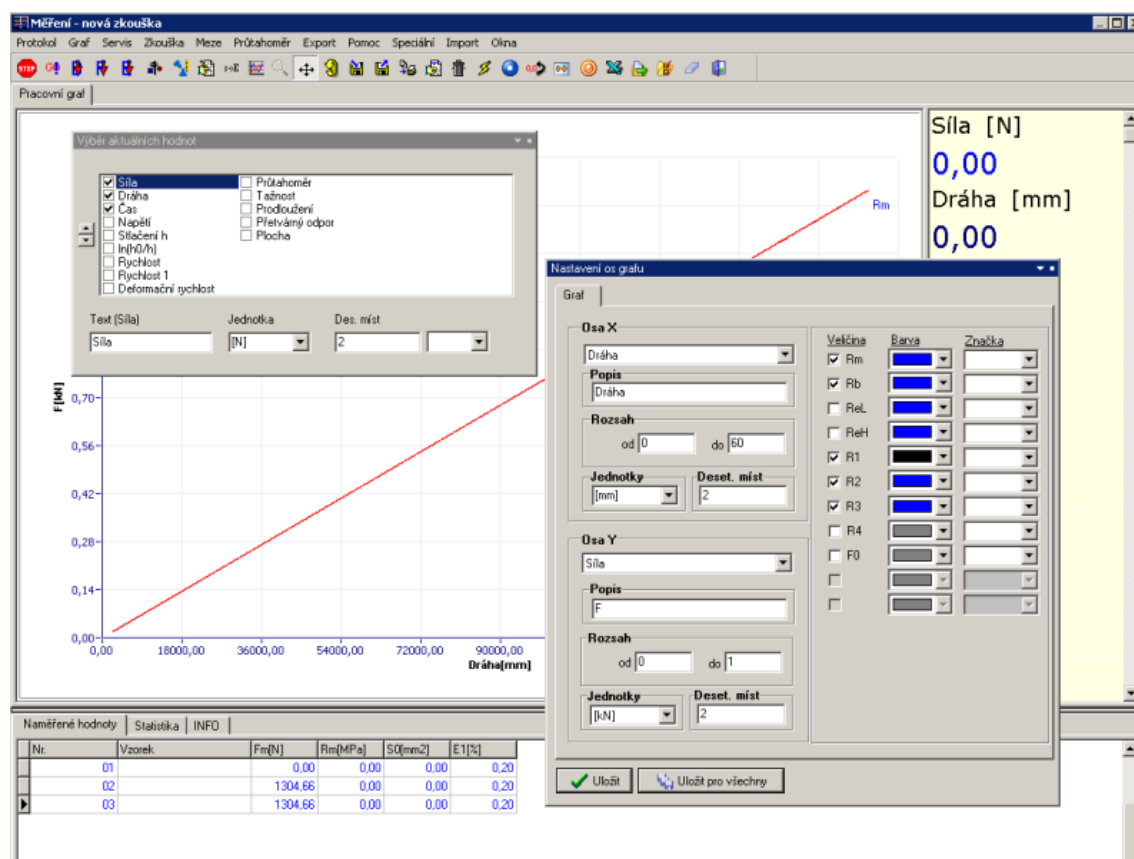 Měření - nová zkouška
Protokol Graf Servis Zkouška Meze Průtahoměr Export Pomoc Speciální Import Okna
STOP
Pracovní graf
Výběr aktuálních hodnot
Síla
Dráha
Čas
Napětí
Stlačení h
ln(h0/h)
Rychlost
Rychlost 1
Deformační rychlost
Průtahoměr
Tažnost
Prodloužení
Přetvárný odpor
Plocha
Text (Síla) Jednotka Des. míst
Síla [N] 2
Síla [N]
0,00
Dráha [mm]
0,00
Rm
F[kN]
0,70
0,56
0,42
0,28
0,14
0,00
0,00 18000,00 36000,00 54000,00 72000,00 90000,00
Dráha[mm]
Nastavení os grafu
Graf
Osa X
Dráha
Popis
Dráha
Rozsah
od 0 do 60
Jednotky Deset. míst
[mm] 2
Osa Y
Síla
Popis
F
Rozsah
od 0 do 1
Jednotky Deset. míst
[kN] 2
Veličina Barva Značka
Rm
Rb
ReL
ReH
R1
R2
R3
R4
F0
Uložit Uložit pro všechny
Naměřené hodnoty Statistika INFO
Nr. Vzorek Fm[N] Rm[MPa] S0[mm2] E1[%]
01 0,00 0,00 0,00 0,20
02 1304,66 0,00 0,00 0,20
03 1304,66 0,00 0,00 0,20